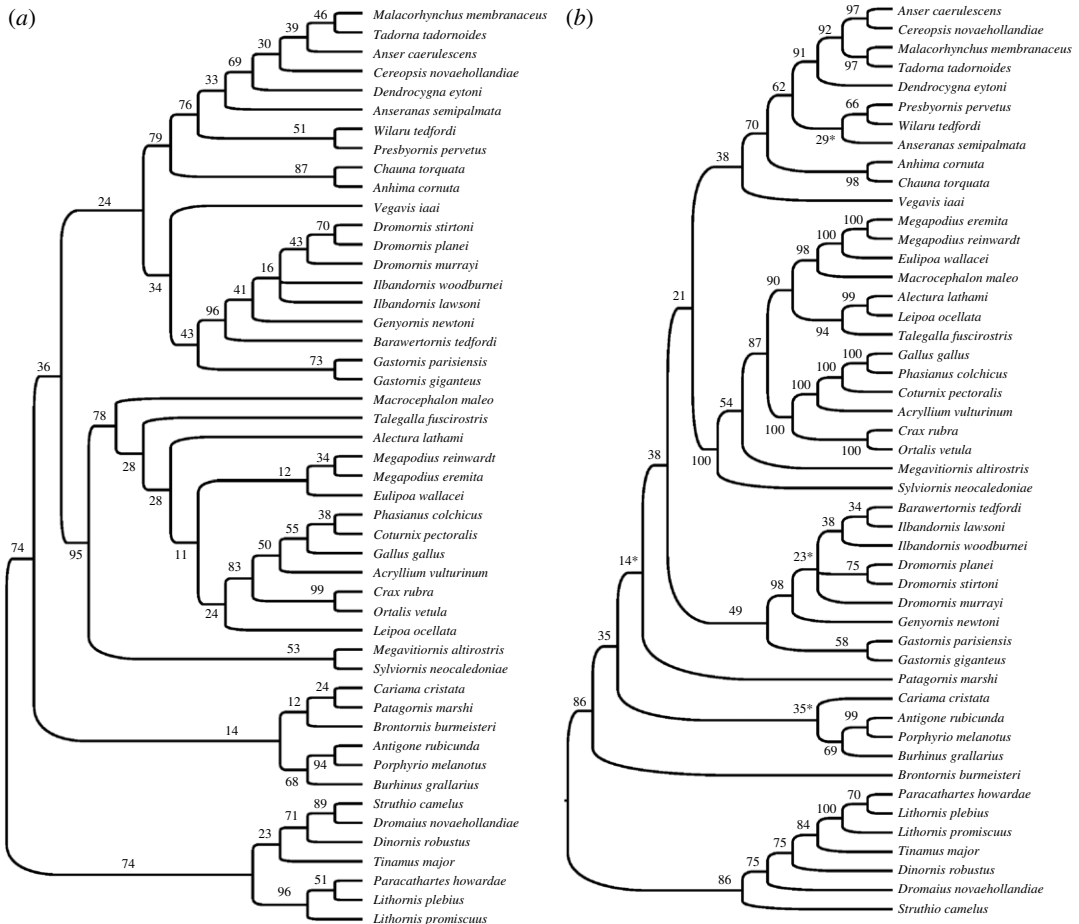 (a)
46
Malacorhynchus membranaceus
39
Tadorna tadornoides
30
Anser caerulescens
69
Cereopsis novaehollandiae
33
Dendrocygna eytoni
76
Anseranas semipalmata
51
Wilaru tedfordi
79
Presbyornis pervetus
87
Chauna torquata
Anhima cornuta
24
Vegavis iaai
70
Dromornis stirtoni
43
Dromornis planei
16
Dromornis murrayi
34
Ilbandornis woodburnei
41
Ilbandornis lawsoni
96
Genyornis newtoni
43
Barawertornis tedfordi
73
Gastornis parisiensis
36
Gastornis giganteus
Macrocephalon maleo
78
Talegalla fuscirostris
28
Alectura lathami
34
Megapodius reinwardt
28
12
Megapodius eremita
Eulipoa wallacei
38
Phasianus colchicus
55
Coturnix pectoralis
74
95
11
50
Gallus gallus
83
Acryllium vulturinum
99
Crax rubra
24
Ortalis vetula
Leipoa ocellata
53
Megavitiornis altirostris
Sylviornis neocaledoniae
24
Cariama cristata
12
Patagornis marshi
14
Brontornis burmeisteri
Antigone rubicunda
94
Porphyrio melanotus
68
Burhinus grallarius
89
Struthio camelus
71
Dromaius novaehollandiae
23
Dinornis robustus
74
Tinamus major
51
Paracathartes howardae
96
Lithornis plebius
Lithornis promiscuus
(b)
97
Anser caerulescens
92
Cereopsis novaehollandiae
91
Malacorhynchus membranaceus
97
Tadorna tadornoides
62
Dendrocygna eytoni
66
Presbyornis pervetus
70
Wilaru tedfordi
29*
Anseranas semipalmata
38
Anhima cornuta
98
Chauna torquata
Vegavis iaai
100
Megapodius eremita
100
Megapodius reinwardt
98
Eulipoa wallacei
90
Macrocephalon maleo
21
99
Alectura lathami
Leipoa ocellata
94
Talegalla fuscirostris
87
100
Gallus gallus
Phasianus colchicus
100
Coturnix pectoralis
100
54
Acryllium vulturinum
100
Crax rubra
100
Ortalis vetula
38
100
Megavitiornis altirostris
Sylviornis neocaledoniae
34
Barawertornis tedfordi
38
Ilbandornis lawsoni
23*
Ilbandornis woodburnei
14*
75
Dromornis planei
98
Dromornis stirtoni
49
Dromornis murrayi
Genyornis newtoni
35
58
Gastornis parisiensis
Gastornis giganteus
Patagornis marshi
86
Cariama cristata
35*
99
Antigone rubicunda
Porphyrio melanotus
69
Burhinus grallarius
Brontornis burmeisteri
70
Paracathartes howardae
100
Lithornis plebius
84
Lithornis promiscuus
75
Tinamus major
75
Dinornis robustus
86
Dromaius novaehollandiae
Struthio camelus